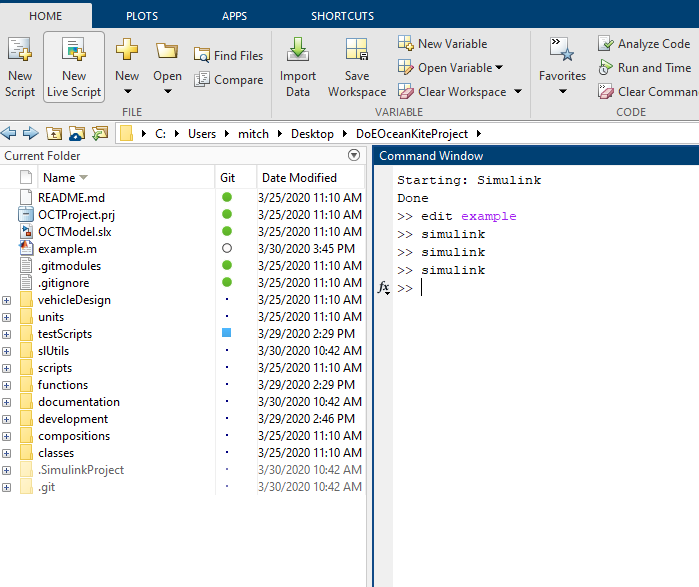 HOME PLOTS APPS SHORTCUTS
New Script
New Live Script
New
Open
Find Files
Compare
FILE
Import Data
Save Workspace
New Variable
Open Variable
Clear Workspace
VARIABLE
Favorites
Analyze Code
Run and Time
Clear Comman
CODE
C: Users mitch Desktop DoEOceanKiteProject
Current Folder
Name Git Date Modified
README.md 3/25/2020 11:10 AM
OCTProject.prj 3/25/2020 11:10 AM
OCTModel.slx 3/25/2020 11:10 AM
example.m 3/30/2020 3:45 PM
.gitmodules 3/25/2020 11:10 AM
.gitignore 3/25/2020 11:10 AM
vehicleDesign 3/25/2020 11:10 AM
units 3/25/2020 11:10 AM
testScripts 3/29/2020 2:29 PM
slUtils 3/30/2020 10:42 AM
scripts 3/25/2020 11:10 AM
functions 3/29/2020 2:29 PM
documentation 3/30/2020 10:42 AM
development 3/29/2020 2:46 PM
compositions 3/25/2020 11:10 AM
classes 3/25/2020 11:10 AM
.SimulinkProject 3/30/2020 10:42 AM
.git 3/30/2020 10:42 AM
Command Window
Starting: Simulink
Done
>> edit example
>> simulink
>> simulink
>> simulink
fx >>